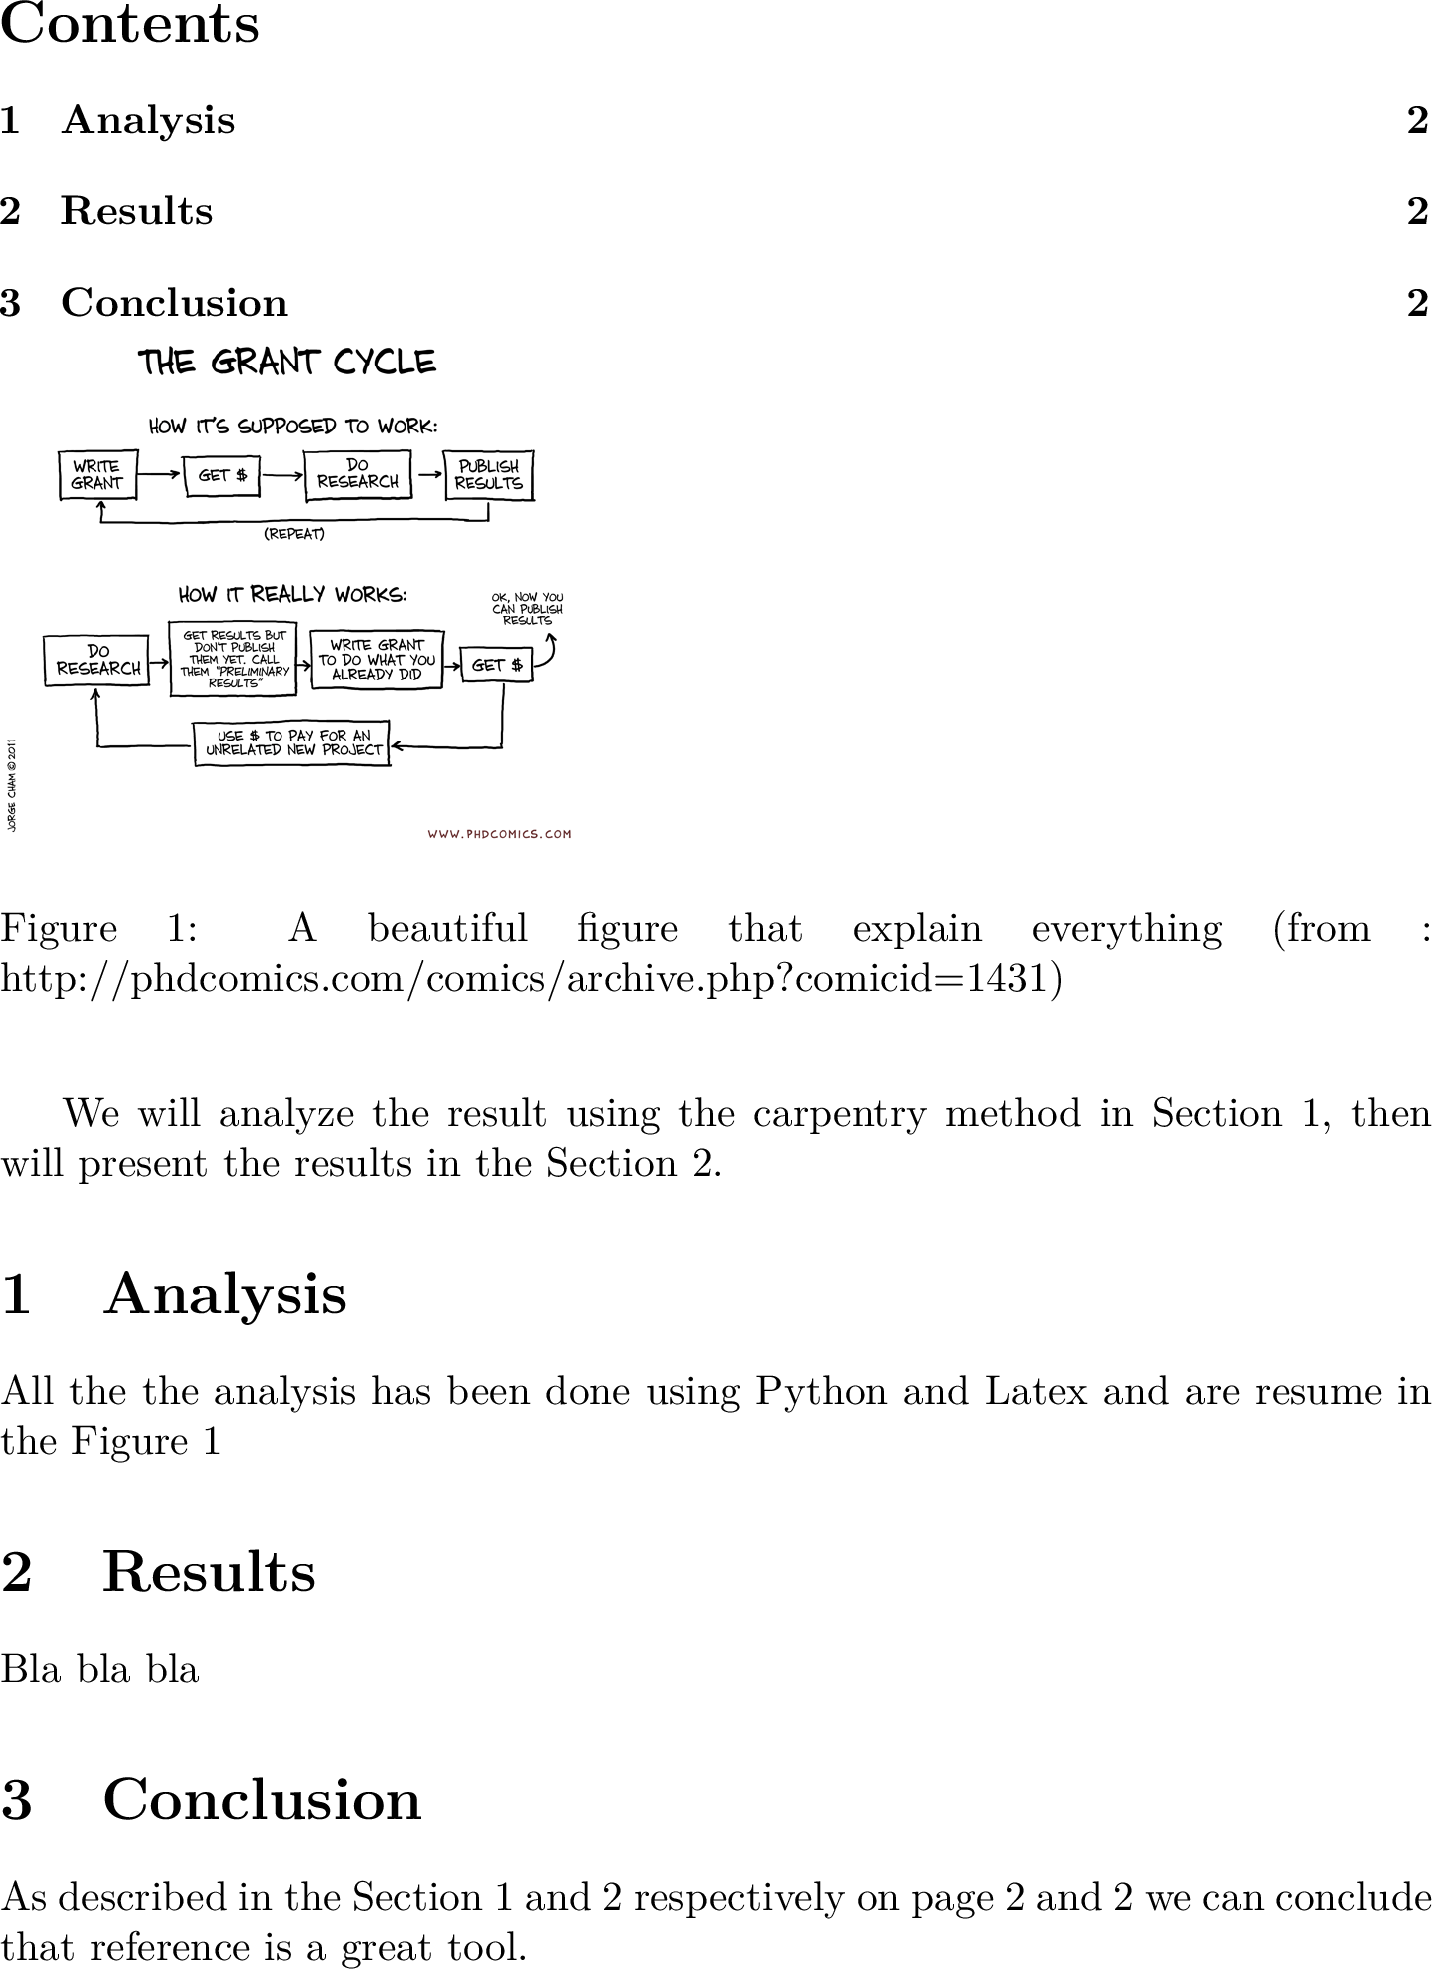 Contents
1 Analysis 2
2 Results 2
3 Conclusion 2
THE GRANT CYCLE
HOW IT'S SUPPOSED TO WORK:
WRITE
GRANT
GET $
DO
RESEARCH
PUBLISH
RESULTS
(REPEAT)
HOW IT REALLY WORKS:
DO
RESEARCH
GET RESULTS BUT
DON'T PUBLISH
THEM YET. CALL
THEM "PRELIMINARY
RESULTS"
WRITE GRANT
TO DO WHAT YOU
ALREADY DID
GET $
OK, NOW YOU
CAN PUBLISH
RESULTS
USE $ TO PAY FOR AN
UNRELATED NEW PROJECT
JORGE CHAM © 2011
WWW.PHDCOMICS.COM
Figure 1: A beautiful figure that explain everything (from :
http://phdcomics.com/comics/archive.php?comicid=1431)
We will analyze the result using the carpentry method in Section 1, then
will present the results in the Section 2.
1 Analysis
All the the analysis has been done using Python and Latex and are resume in
the Figure 1
2 Results
Bla bla bla
3 Conclusion
As described in the Section 1 and 2 respectively on page 2 and 2 we can conclude
that reference is a great tool.